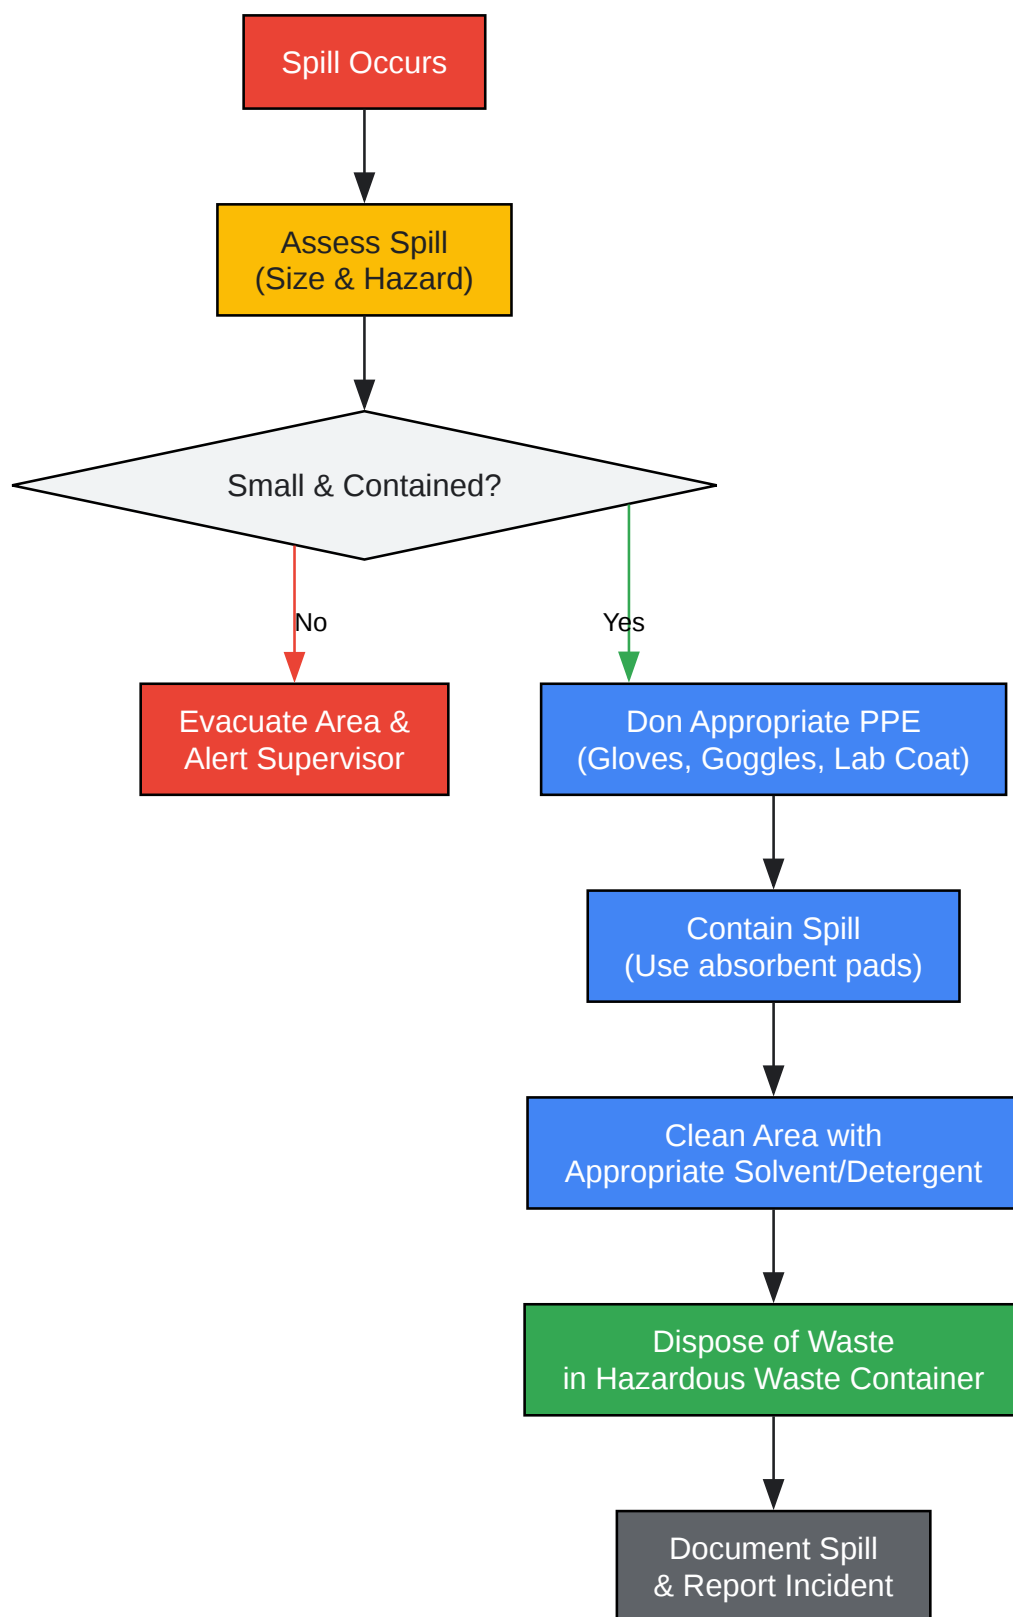 Spill Occurs
Assess Spill
(Size & Hazard)
Small & Contained?
No
Yes
Evacuate Area &
Alert Supervisor
Don Appropriate PPE
(Gloves, Goggles, Lab Coat)
Contain Spill
(Use absorbent pads)
Clean Area with
Appropriate Solvent/Detergent
Dispose of Waste
in Hazardous Waste Container
Document Spill
& Report Incident